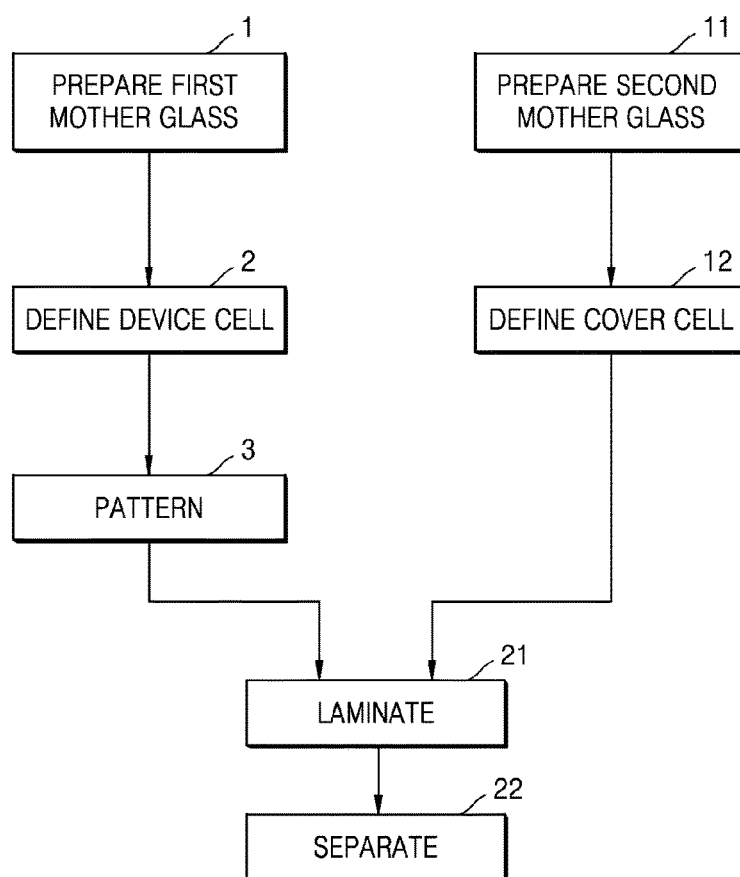 1
PREPARE FIRST
MOTHER GLASS
11
PREPARE SECOND
MOTHER GLASS
2
DEFINE DEVICE CELL
12
DEFINE COVER CELL
3
PATTERN
21
LAMINATE
22
SEPARATE